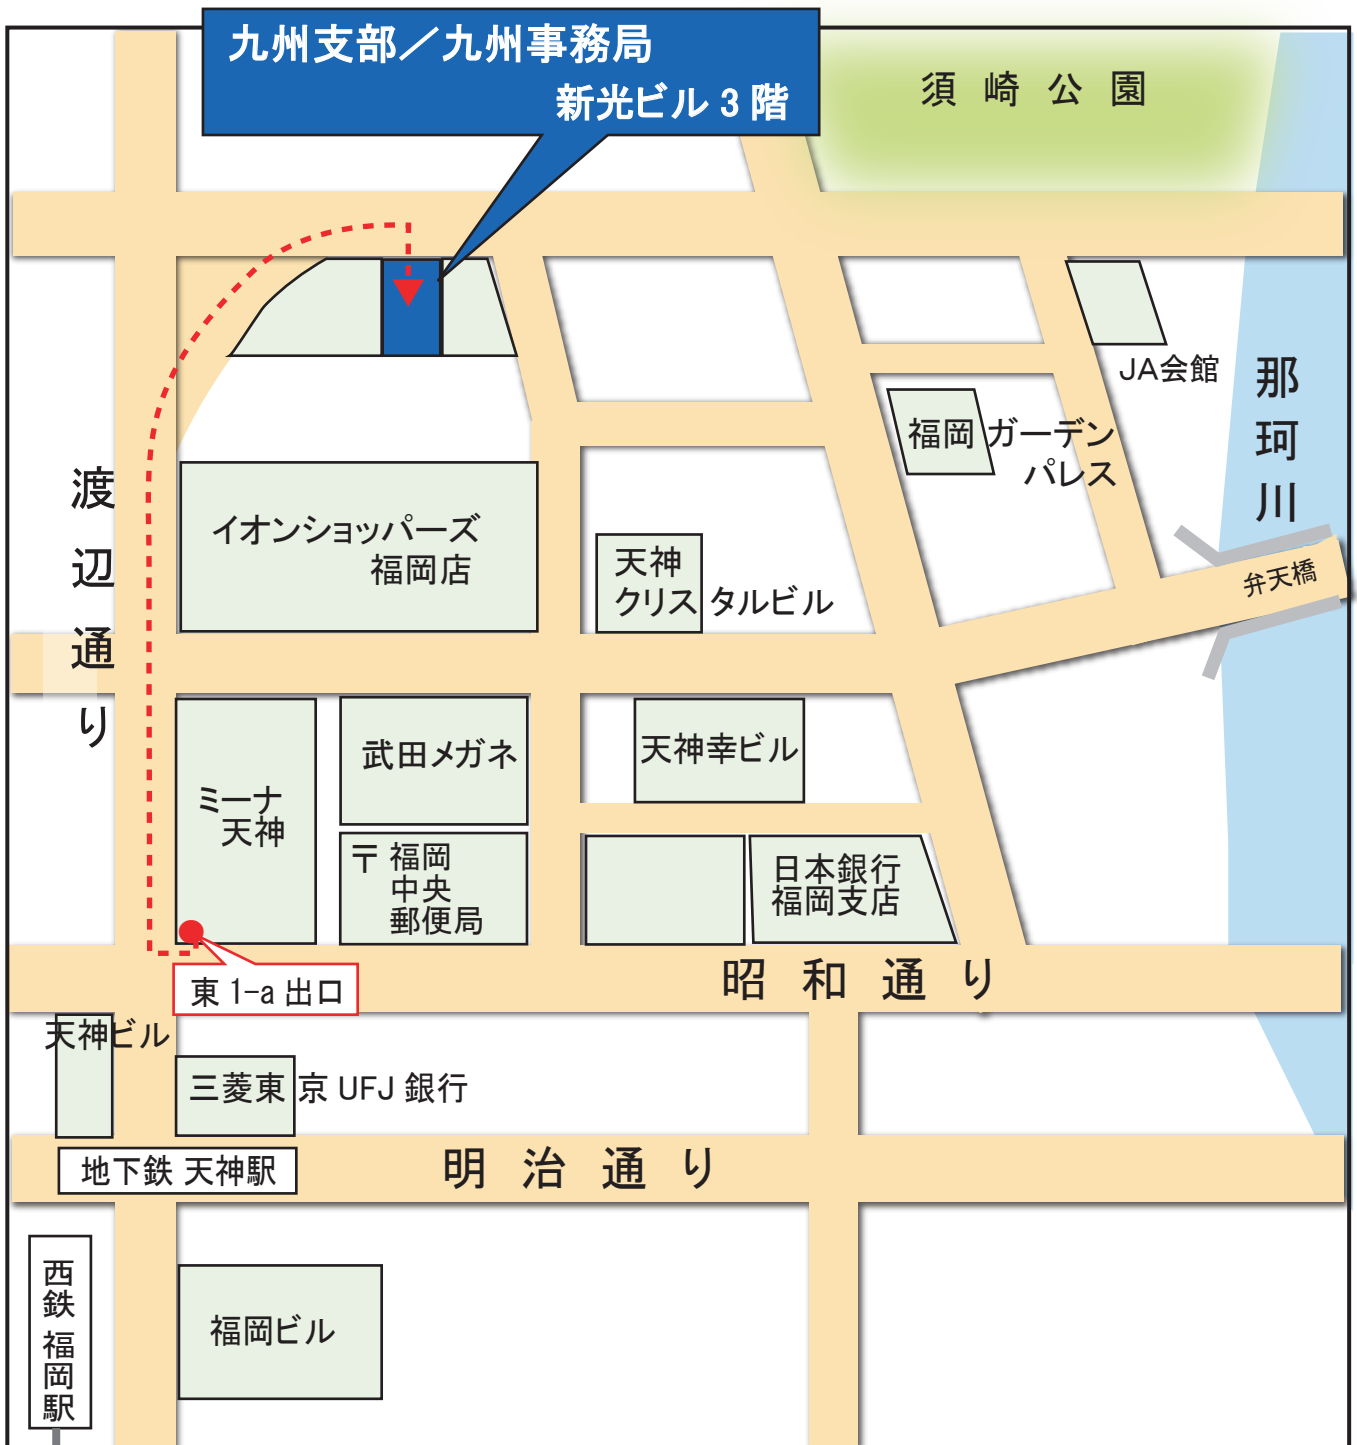 九州支部／九州事務局
新光ビル3階
須崎公園
JA会館
那珂川
福岡ガーデン
パレス
渡辺通り
イオンショッパーズ
福岡店
天神
クリスタルビル
弁天橋
武田メガネ
天神幸ビル
ミーナ
天神
〒福岡
中央
郵便局
日本銀行
福岡支店
昭和通り
東1-a出口
天神ビル
三菱東京UFJ銀行
地下鉄 天神駅
明治通り
西鉄福岡駅
福岡ビル